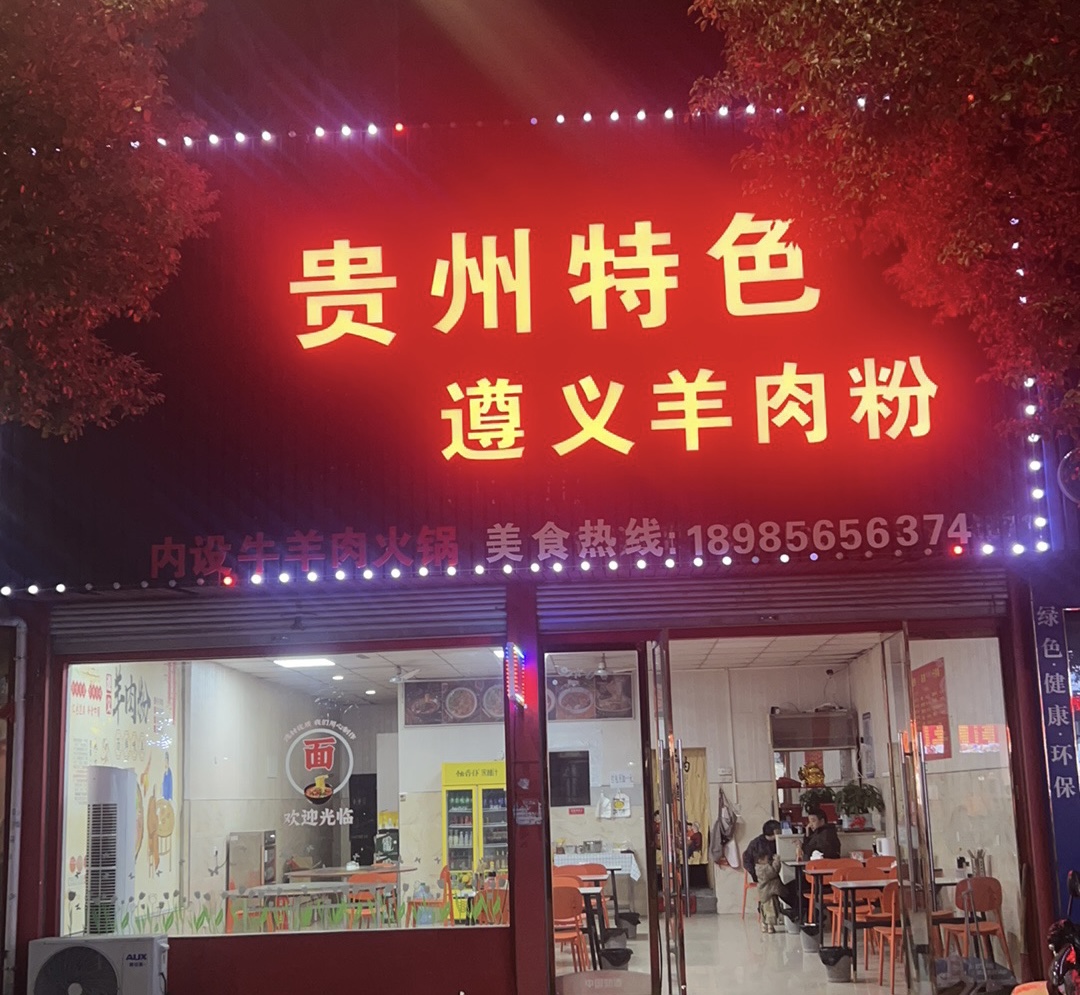 贵州特色
遵义羊肉粉
内设牛羊肉火锅 美食热线:18985656374
绿色·健康·环保
羊肉粉
面
欢迎光临
AUX